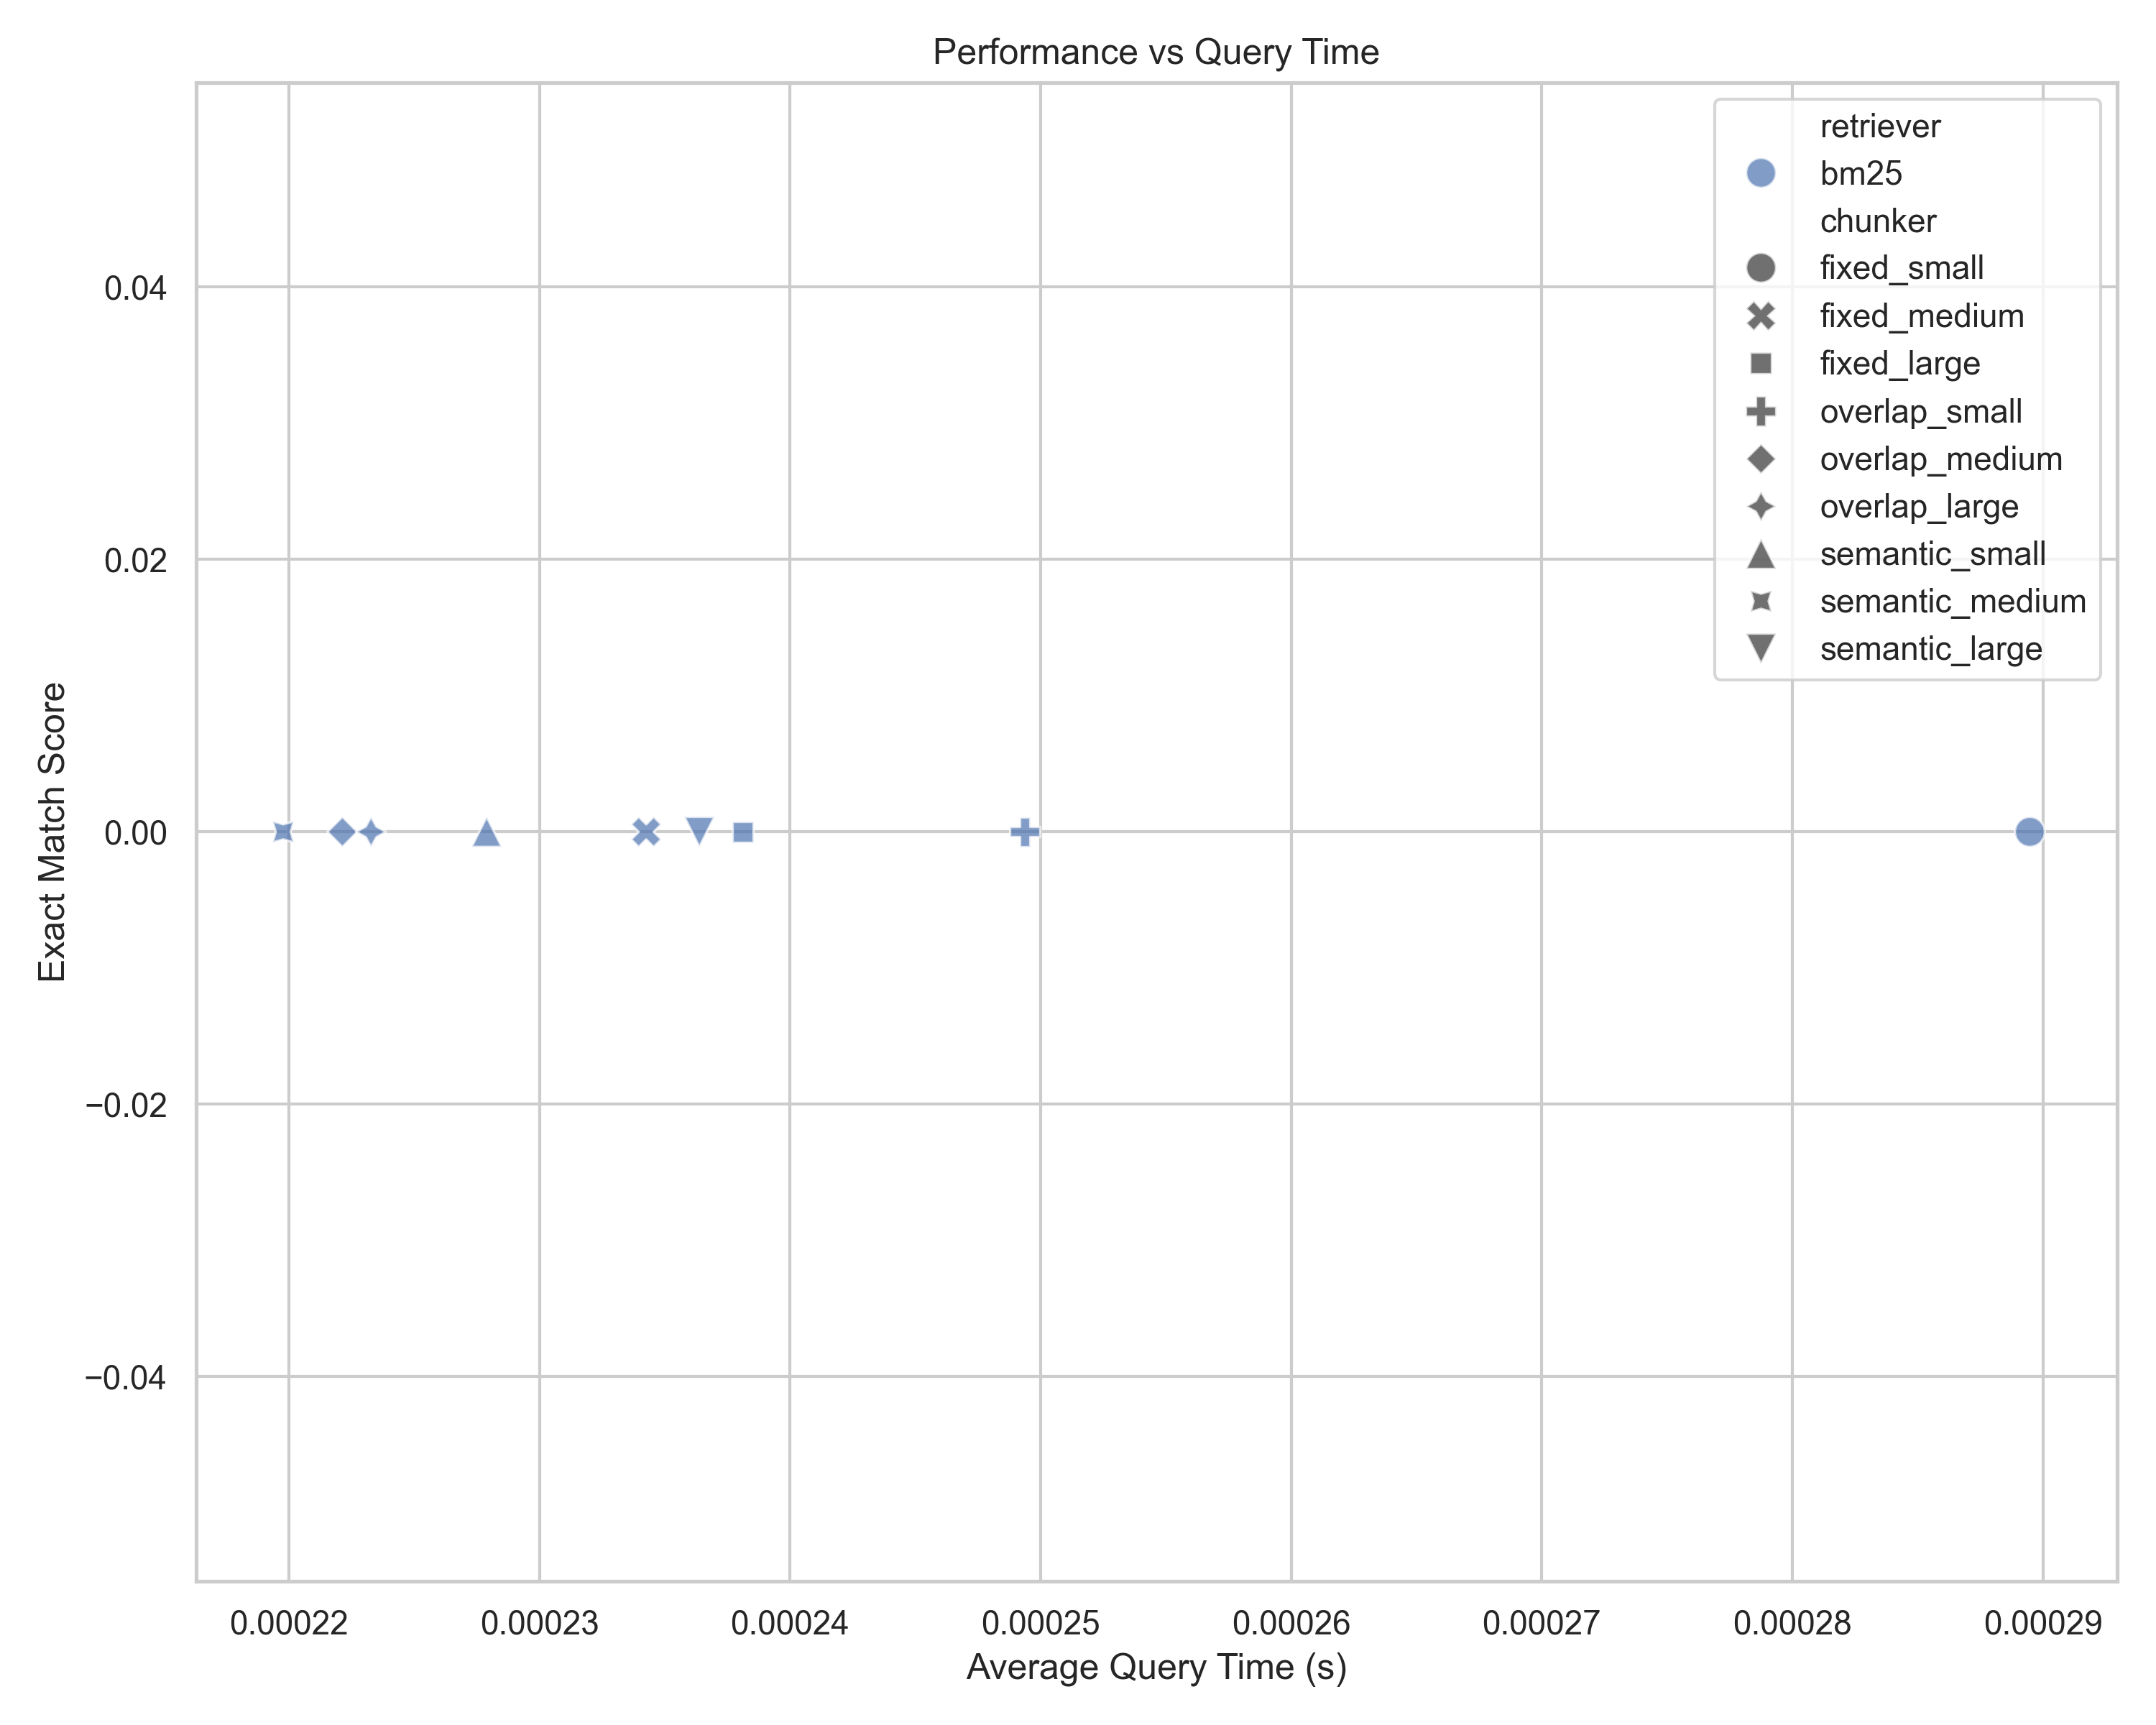 Performance vs Query Time
retriever
bm25
chunker
fixed_small
fixed_medium
fixed_large
overlap_small
overlap_medium
overlap_large
semantic_small
semantic_medium
semantic_large
Exact Match Score
0.04
0.02
0.00
−0.02
−0.04
0.00022 0.00023 0.00024 0.00025 0.00026 0.00027 0.00028 0.00029
Average Query Time (s)